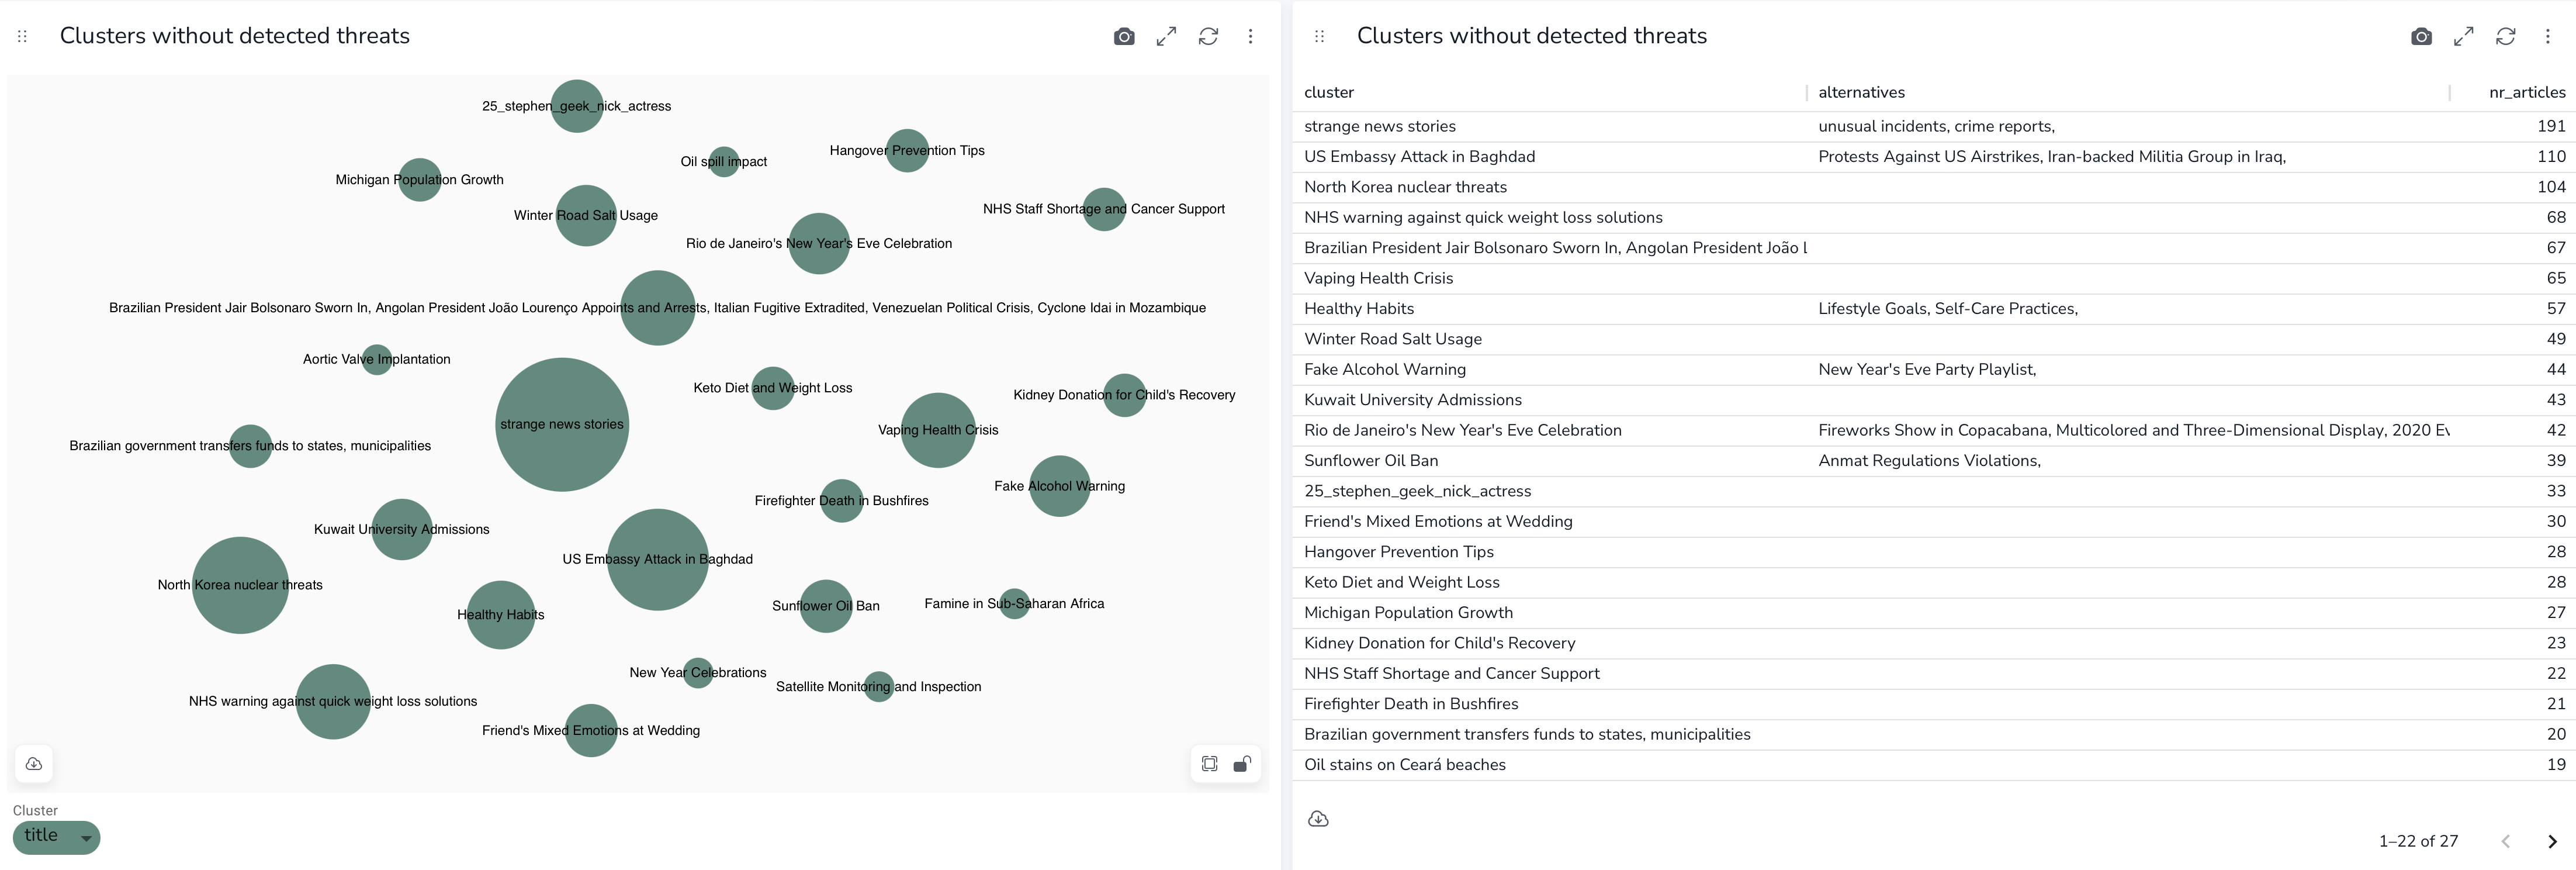 Clusters without detected threats
25_stephen_geek_nick_actress
Oil spill impact
Hangover Prevention Tips
Michigan Population Growth
Winter Road Salt Usage
NHS Staff Shortage and Cancer Support
Rio de Janeiro's New Year's Eve Celebration
Brazilian President Jair Bolsonaro Sworn In, Angolan President João Lourenço Appoints and Arrests, Italian Fugitive Extradited, Venezuelan Political Crisis, Cyclone Idai in Mozambique
Aortic Valve Implantation
Keto Diet and Weight Loss
Kidney Donation for Child's Recovery
strange news stories
Vaping Health Crisis
Brazilian government transfers funds to states, municipalities
Fake Alcohol Warning
Firefighter Death in Bushfires
Kuwait University Admissions
US Embassy Attack in Baghdad
North Korea nuclear threats
Healthy Habits
Sunflower Oil Ban
Famine in Sub-Saharan Africa
New Year Celebrations
Satellite Monitoring and Inspection
NHS warning against quick weight loss solutions
Friend's Mixed Emotions at Wedding
Cluster
title
Clusters without detected threats
cluster alternatives nr_articles
strange news stories unusual incidents, crime reports, 191
US Embassy Attack in Baghdad Protests Against US Airstrikes, Iran-backed Militia Group in Iraq, 110
North Korea nuclear threats 104
NHS warning against quick weight loss solutions 68
Brazilian President Jair Bolsonaro Sworn In, Angolan President João 67
Vaping Health Crisis 65
Healthy Habits Lifestyle Goals, Self-Care Practices, 57
Winter Road Salt Usage 49
Fake Alcohol Warning New Year's Eve Party Playlist, 44
Kuwait University Admissions 43
Rio de Janeiro's New Year's Eve Celebration Fireworks Show in Copacabana, Multicolored and Three-Dimensional Display, 2020 42
Sunflower Oil Ban Anmat Regulations Violations, 39
25_stephen_geek_nick_actress 33
Friend's Mixed Emotions at Wedding 30
Hangover Prevention Tips 28
Keto Diet and Weight Loss 28
Michigan Population Growth 27
Kidney Donation for Child's Recovery 23
NHS Staff Shortage and Cancer Support 22
Firefighter Death in Bushfires 21
Brazilian government transfers funds to states, municipalities 20
Oil stains on Ceará beaches 19
1–22 of 27